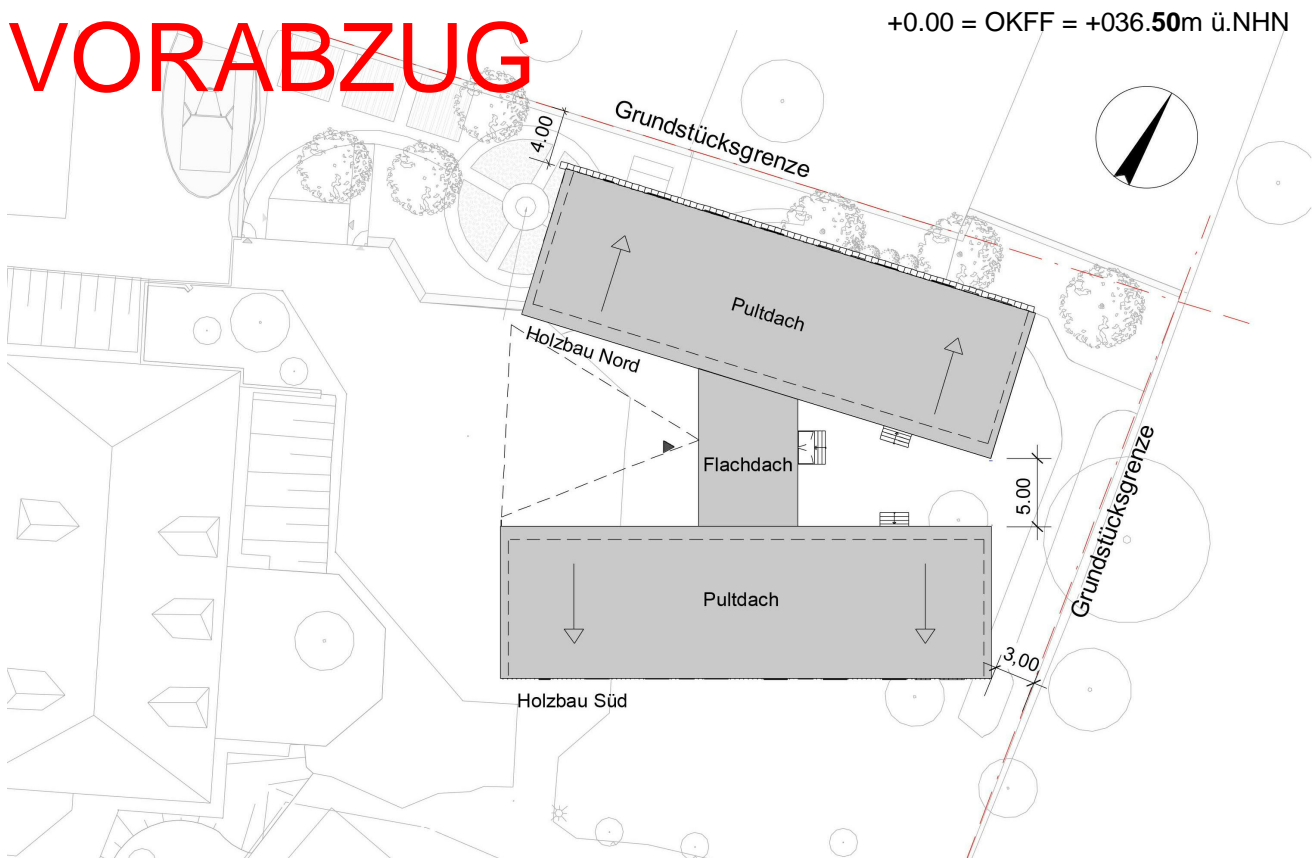 +0.00 = OKFF = +036.50m ü.NHN
VORABZUG
4.00
Grundstücksgrenze
Pultdach
Holzbau Nord
Flachdach
5.00
Grundstücksgrenze
Pultdach
3,00
Holzbau Süd